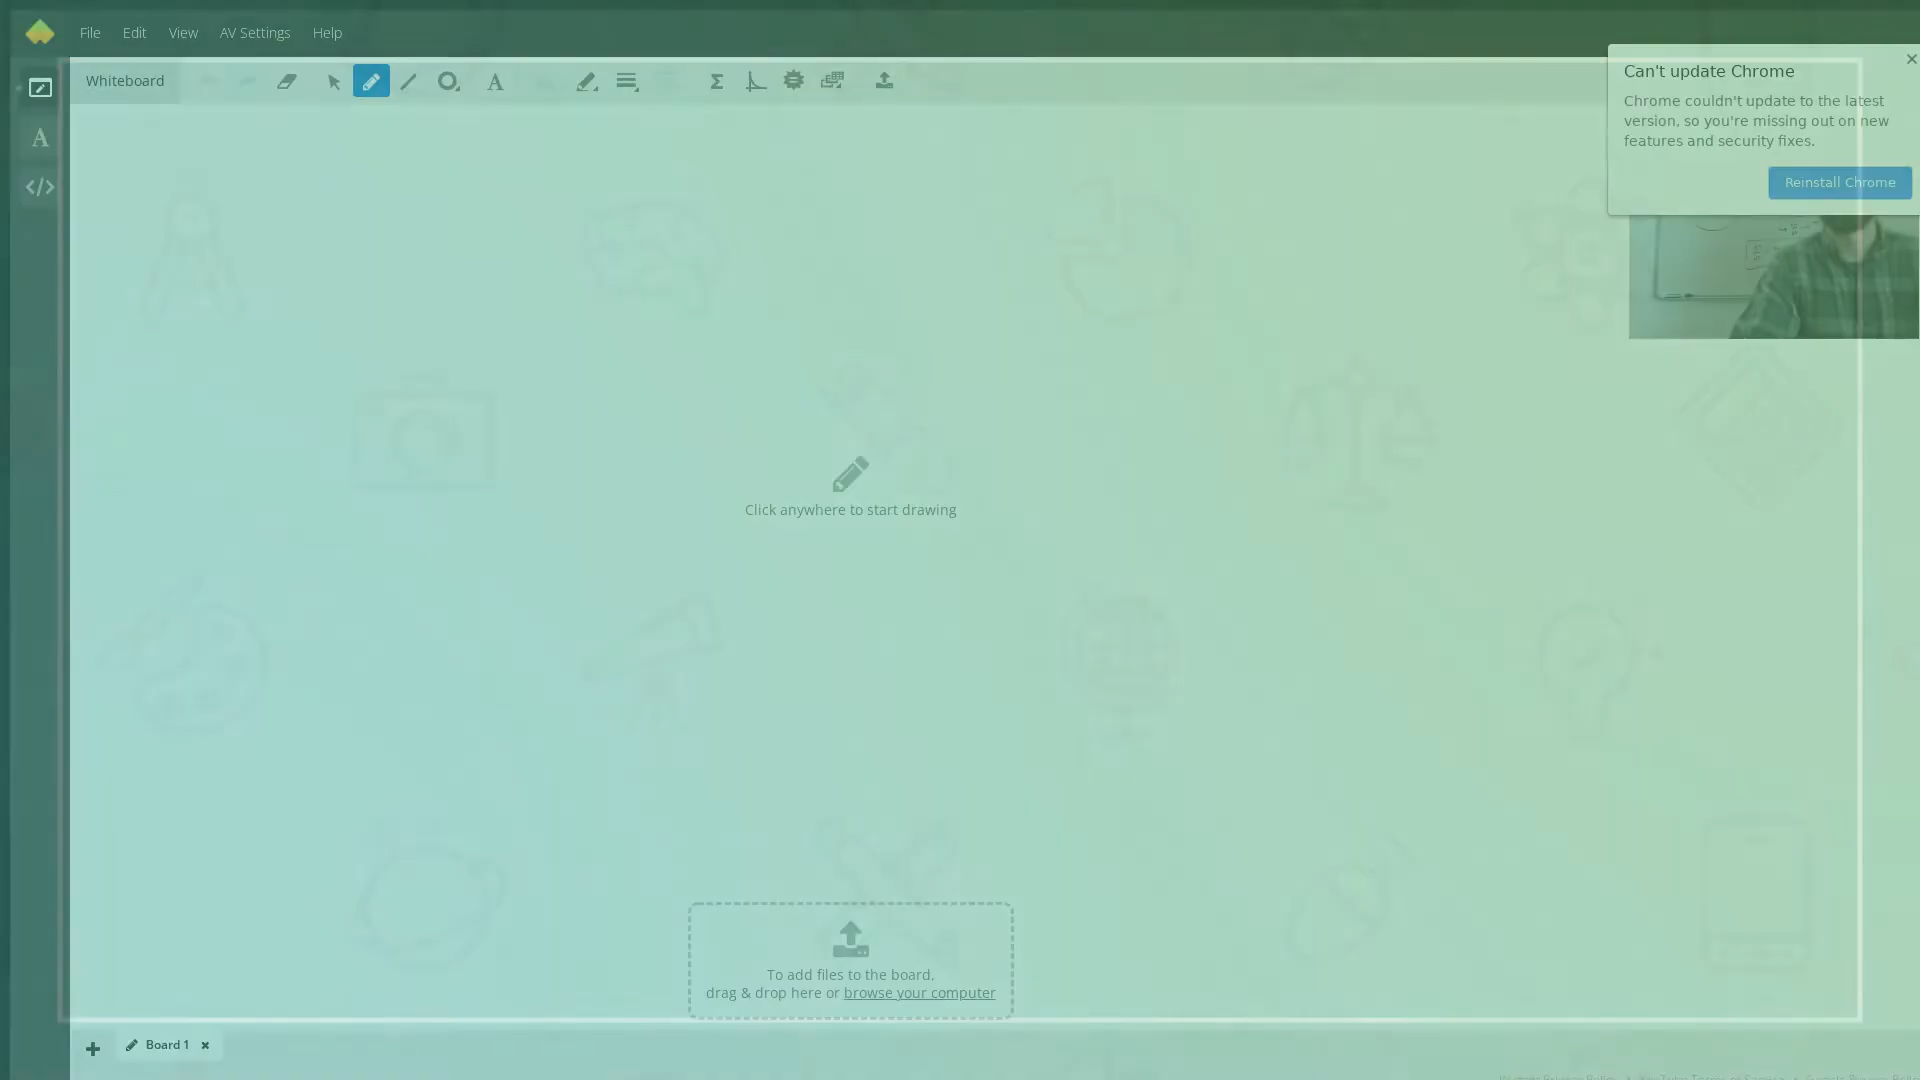 File Edit View AV Settings Help
Whiteboard
A
Can't update Chrome
Chrome couldn't update to the latest
version, so you're missing out on new
features and security fixes.
Reinstall Chrome
A
Click anywhere to start drawing
To add files to the board,
drag & drop here or browse your computer
Board 1